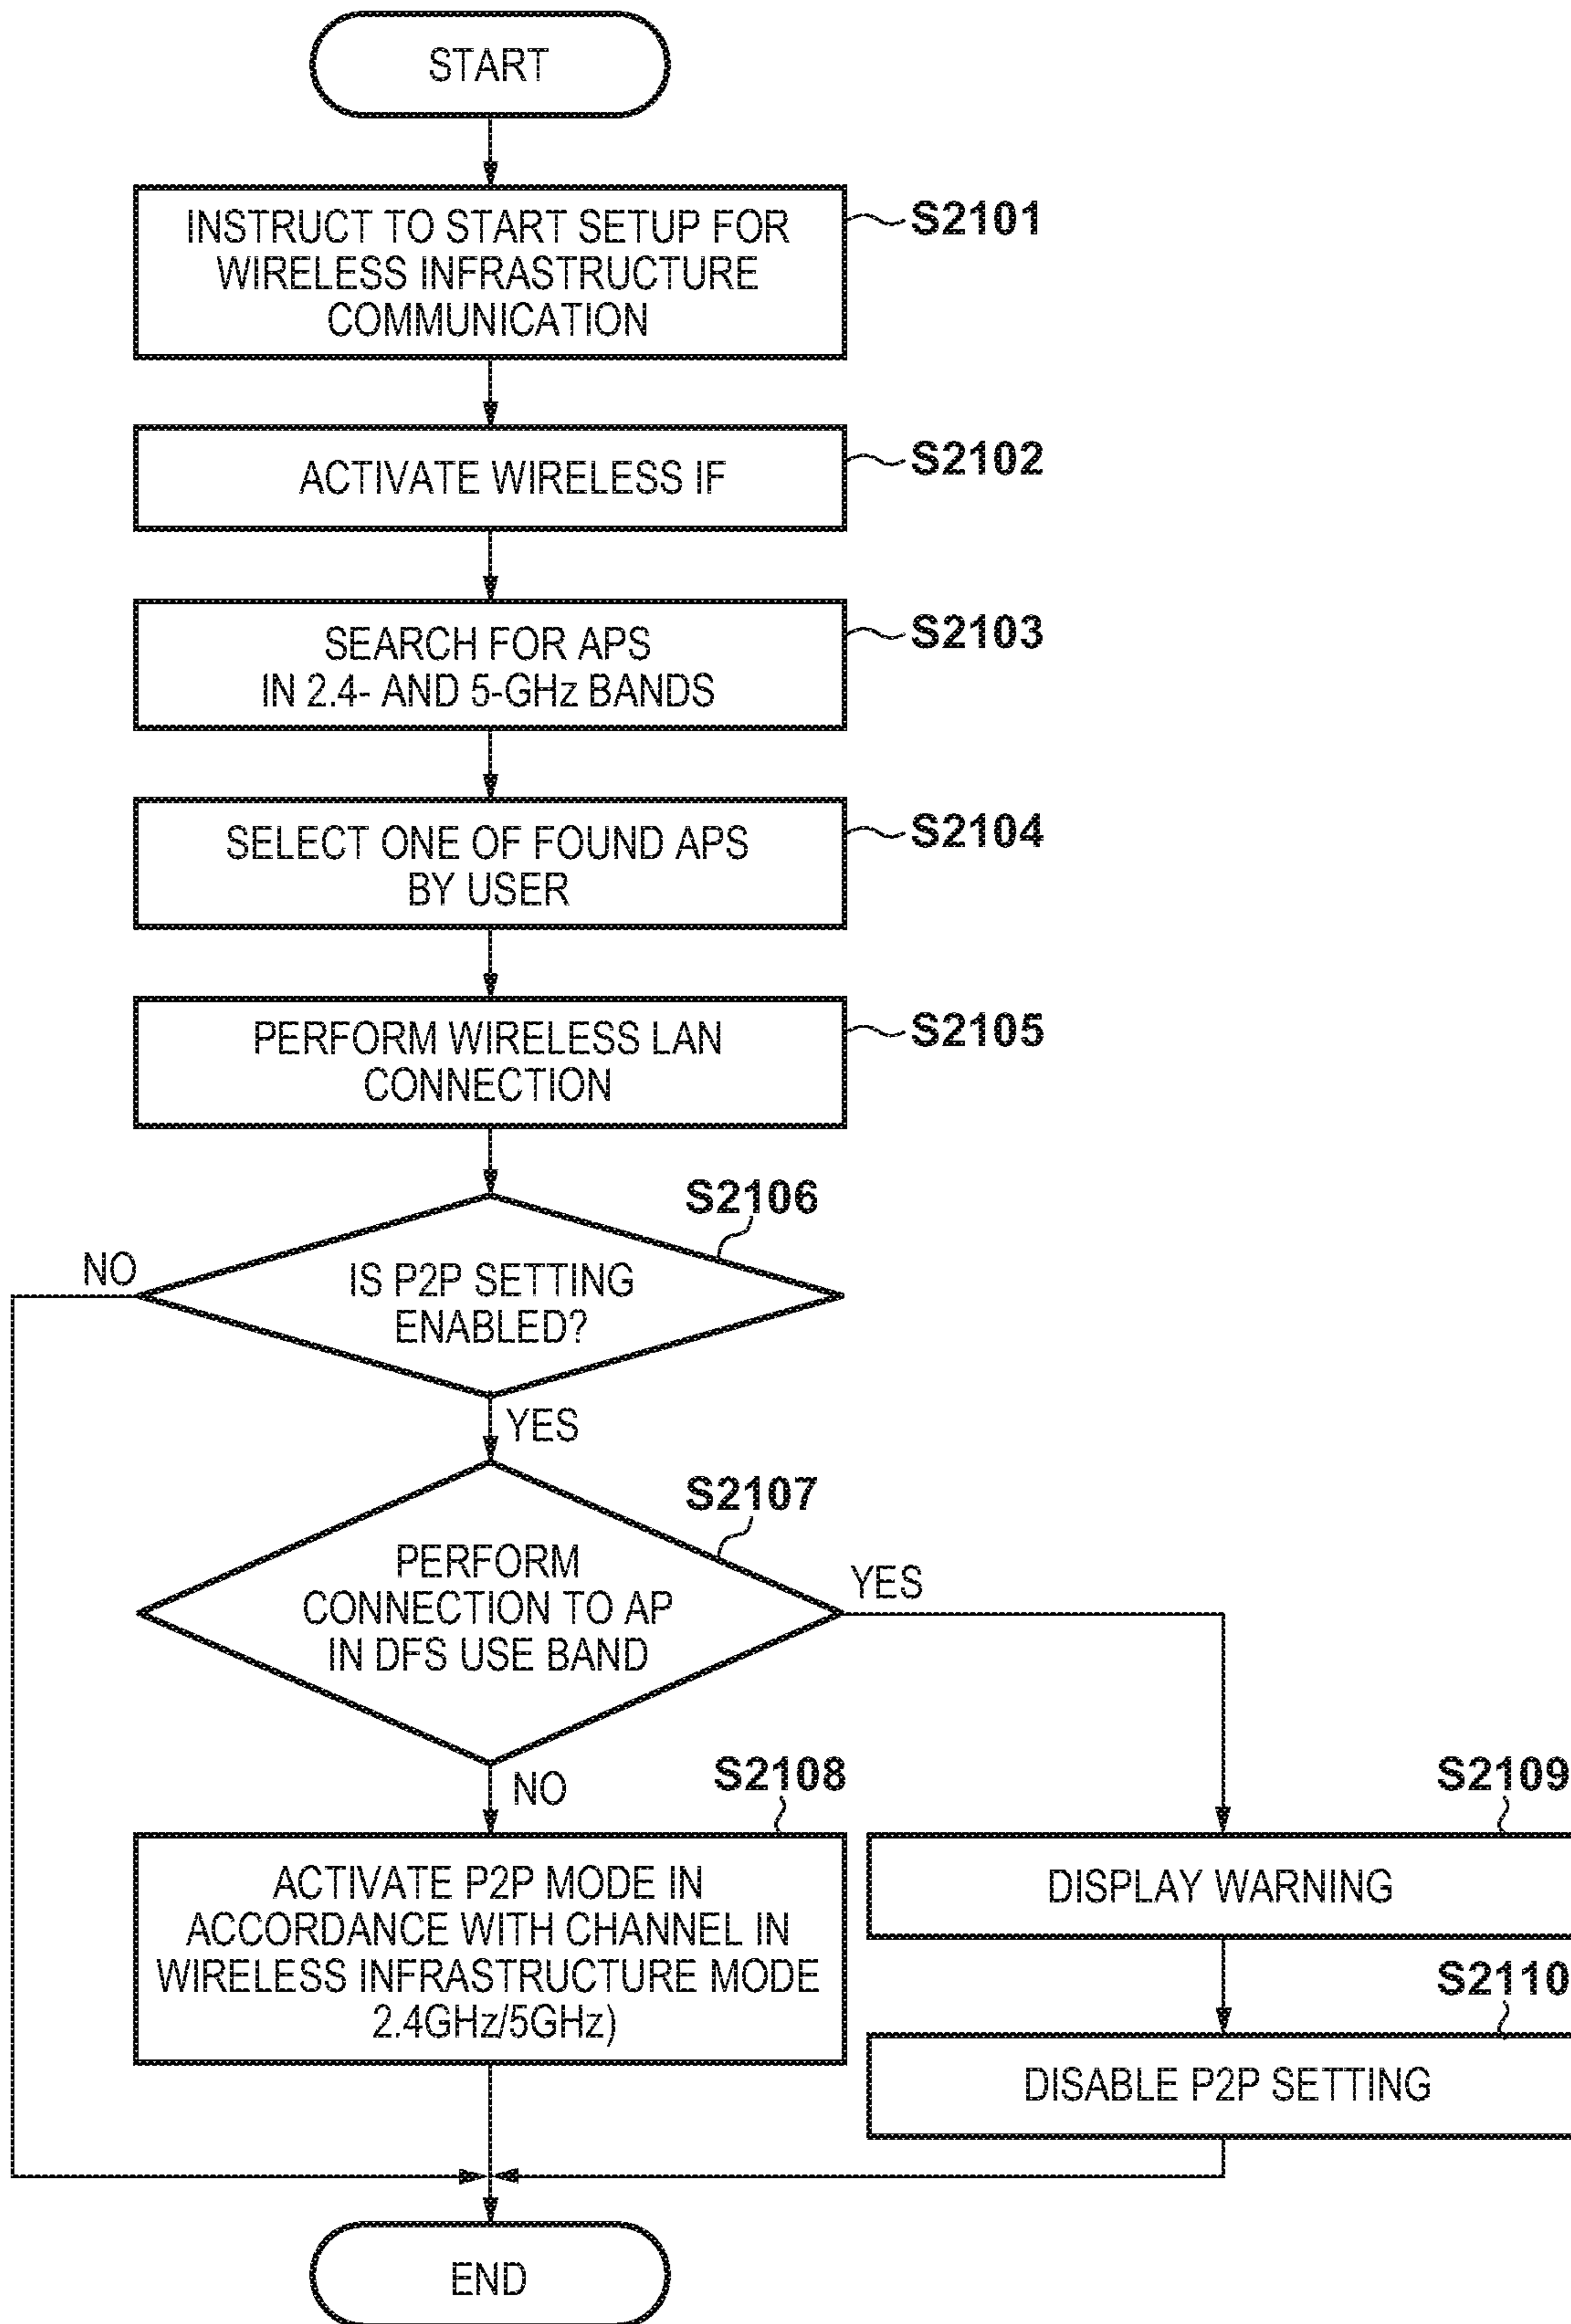 START
INSTRUCT TO START SETUP FOR
WIRELESS INFRASTRUCTURE
COMMUNICATION
S2101
ACTIVATE WIRELESS IF
S2102
SEARCH FOR APS
IN 2.4- AND 5-GHz BANDS
S2103
SELECT ONE OF FOUND APS
BY USER
S2104
PERFORM WIRELESS LAN
CONNECTION
S2105
S2106
NO
IS P2P SETTING
ENABLED?
YES
S2107
PERFORM
CONNECTION TO AP
IN DFS USE BAND
YES
NO
S2108
ACTIVATE P2P MODE IN
ACCORDANCE WITH CHANNEL IN
WIRELESS INFRASTRUCTURE MODE
2.4GHz/5GHz)
S2109
DISPLAY WARNING
S2110
DISABLE P2P SETTING
END